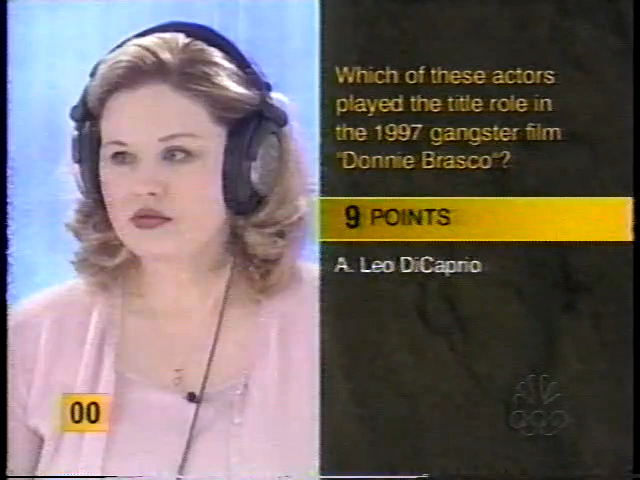 Which of these actors
played the title role in
the 1997 gangster film
"Donnie Brasco"?
9 POINTS
A. Leo DiCaprio
00